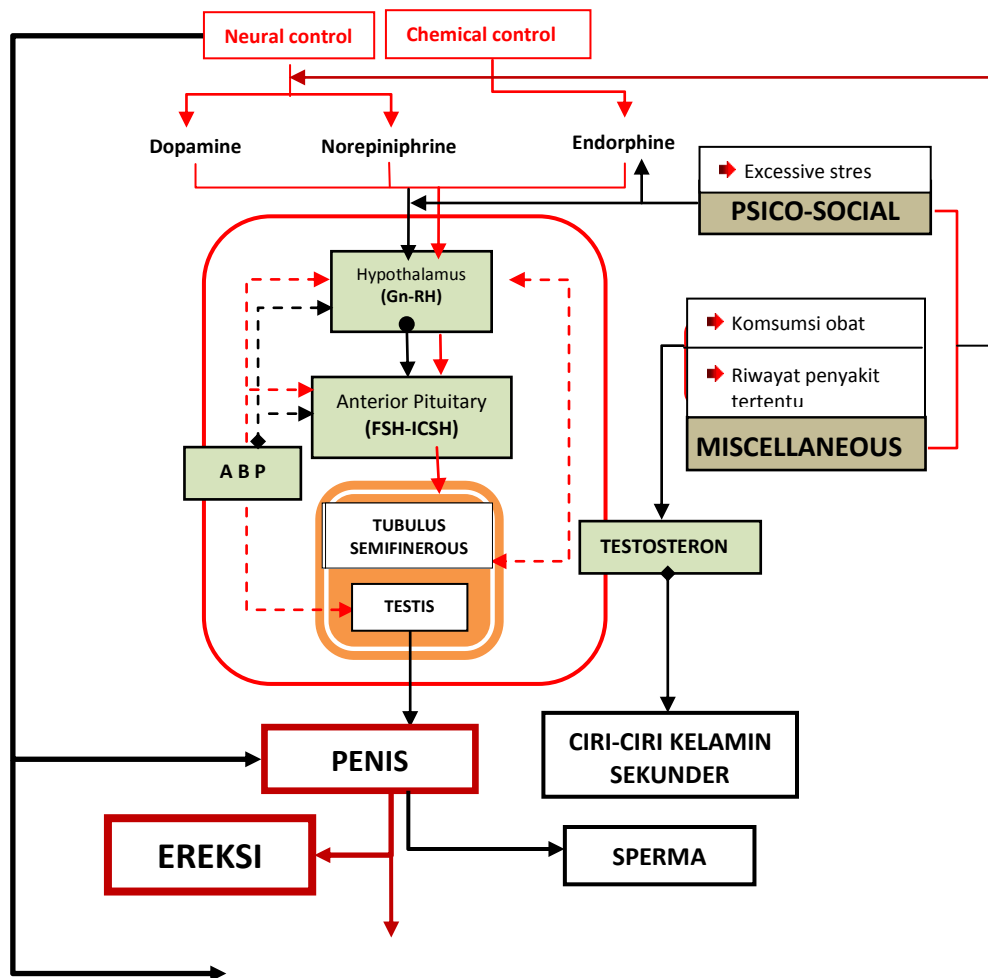 Neural control
Chemical control
Dopamine
Norepiniphrine
Endorphine
Excessive stres
PSICO-SOCIAL
Hypothalamus
(Gn-RH)
Komsumsi obat
Riwayat penyakit
tertentu
MISCELLANEOUS
Anterior Pituitary
(FSH-ICSH)
A B P
TUBULUS
SEMIFINEROUS
TESTOSTERON
TESTIS
PENIS
CIRI-CIRI KELAMIN
SEKUNDER
EREKSI
SPERMA